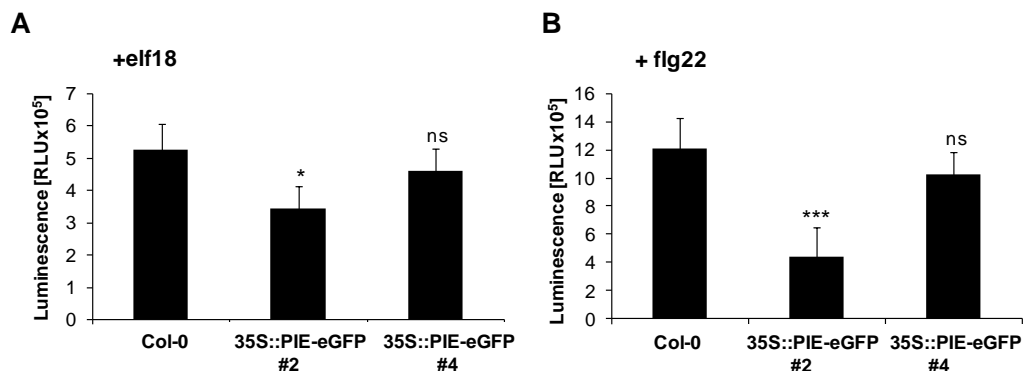 A
+elf18
Luminescence [RLUx10⁵]
7
6
5
4
3
2
1
0
*
ns
Col-0
35S::PIE-eGFP
#2
35S::PIE-eGFP
#4
B
+ flg22
Luminescence [RLUx10⁵]
16
14
12
10
8
6
4
2
0
***
ns
Col-0
35S::PIE-eGFP
#2
35S::PIE-eGFP
#4